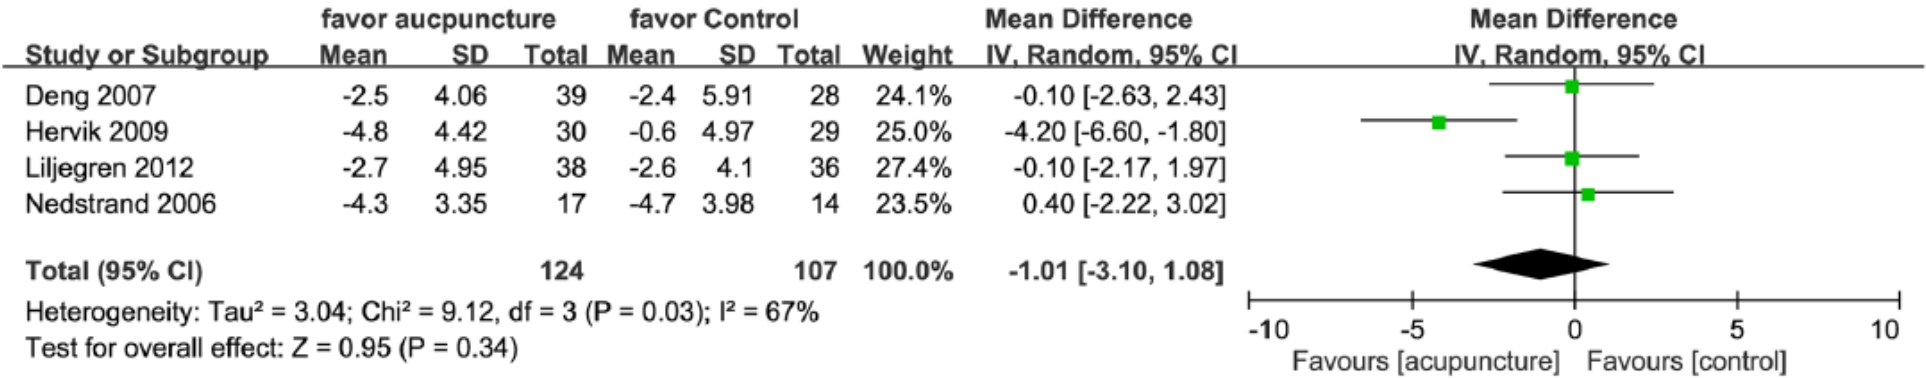 favor aucpuncture favor Control Mean Difference Mean Difference
Study or Subgroup Mean SD Total Mean SD Total Weight IV, Random, 95% CI IV, Random, 95% CI
Deng 2007 -2.5 4.06 39 -2.4 5.91 28 24.1% -0.10 [-2.63, 2.43]
Hervik 2009 -4.8 4.42 30 -0.6 4.97 29 25.0% -4.20 [-6.60, -1.80]
Liljegren 2012 -2.7 4.95 38 -2.6 4.1 36 27.4% -0.10 [-2.17, 1.97]
Nedstrand 2006 -4.3 3.35 17 -4.7 3.98 14 23.5% 0.40 [-2.22, 3.02]
Total (95% CI) 124 107 100.0% -1.01 [-3.10, 1.08]
Heterogeneity: Tau² = 3.04; Chi² = 9.12, df = 3 (P = 0.03); I² = 67%
Test for overall effect: Z = 0.95 (P = 0.34)
-10 -5 0 5 10
Favours [acupuncture] Favours [control]